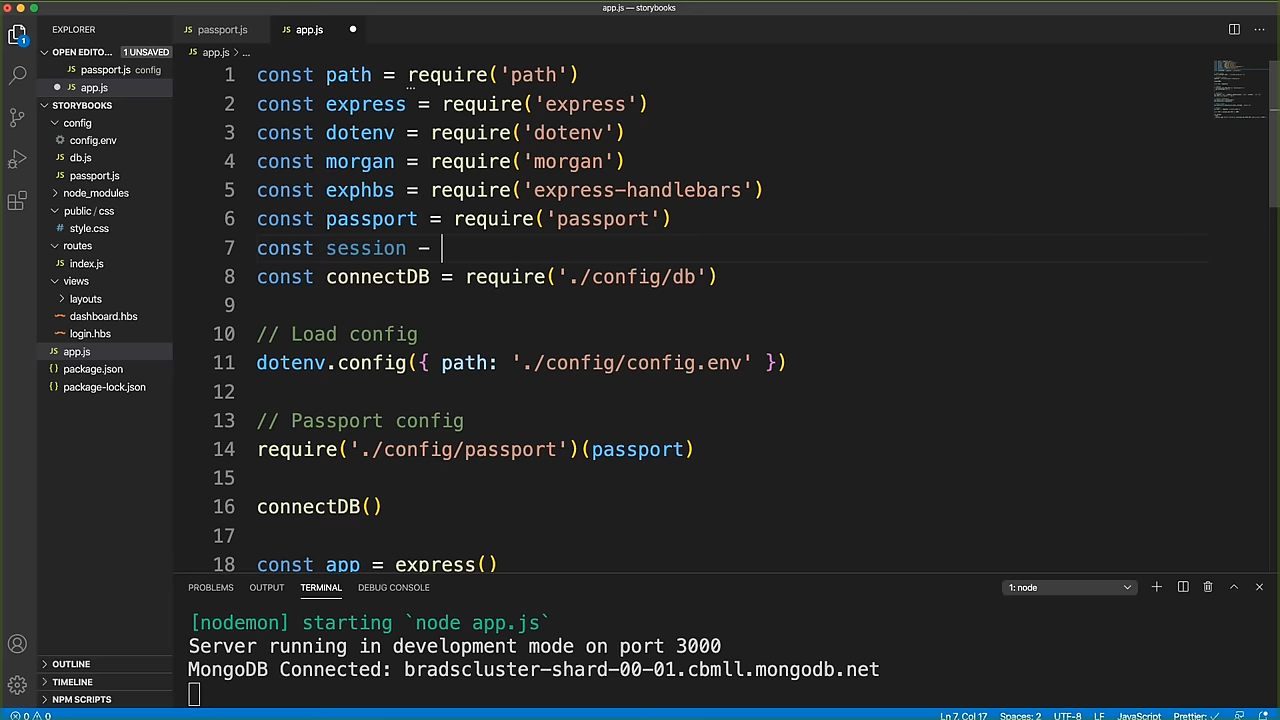 app.js — storybooks
EXPLORER
OPEN EDITO... 1 UNSAVED
passport.js config
app.js
STORYBOOKS
config
config.env
db.js
passport.js
node_modules
public / css
style.css
routes
index.js
views
layouts
dashboard.hbs
login.hbs
app.js
package.json
package-lock.json
OUTLINE
TIMELINE
NPM SCRIPTS
1
JS passport.js
JS app.js
JS app.js > ...
1 const path = require('path')
2 const express = require('express')
3 const dotenv = require('dotenv')
4 const morgan = require('morgan')
5 const exphbs = require('express-handlebars')
6 const passport = require('passport')
7 const session -
8 const connectDB = require('./config/db')
9
10 // Load config
11 dotenv.config({ path: './config/config.env' })
12
13 // Passport config
14 require('./config/passport')(passport)
15
16 connectDB()
17
18 const app = express()
PROBLEMS OUTPUT TERMINAL DEBUG CONSOLE 1: node
[nodemon] starting `node app.js`
Server running in development mode on port 3000
MongoDB Connected: bradscluster-shard-00-01.cbmll.mongodb.net
0 0 Ln 7, Col 17 Spaces: 2 UTF-8 LF JavaScript Prettier: ✓